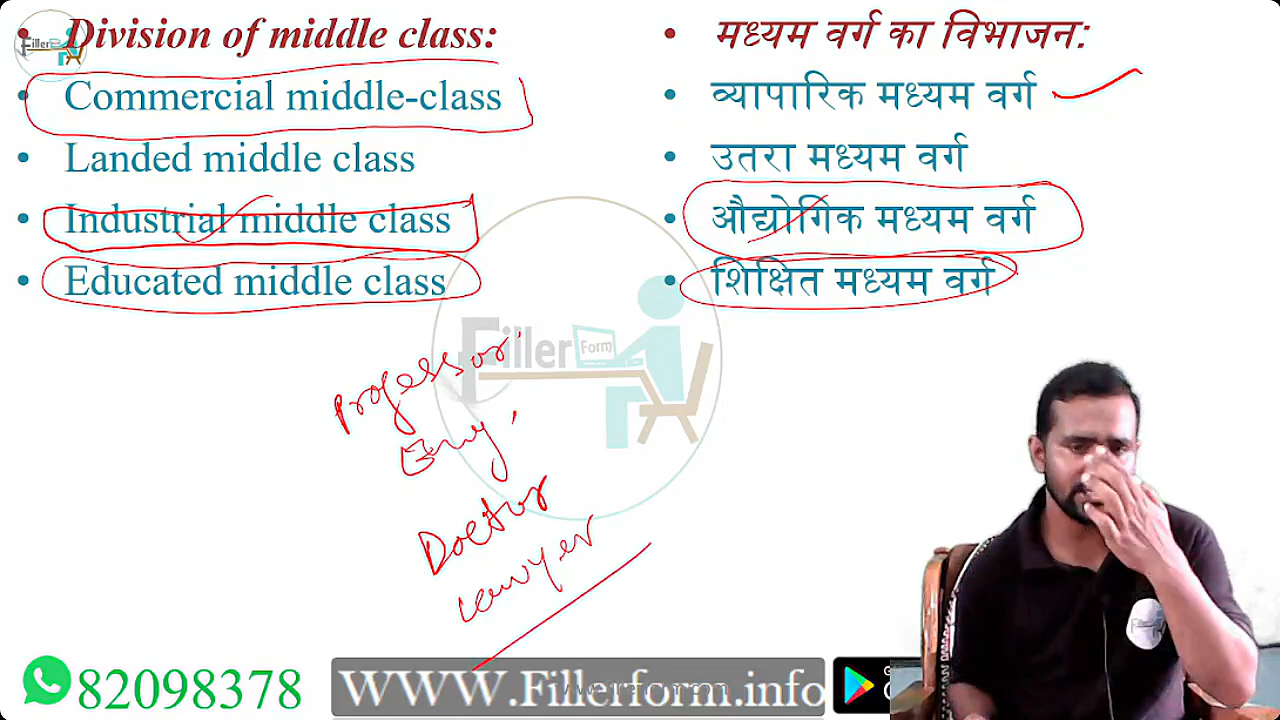 Division of middle class:
Commercial middle-class
Landed middle class
Industrial middle class
Educated middle class
मध्यम वर्ग का विभाजन:
व्यापारिक मध्यम वर्ग
उतरा मध्यम वर्ग
औद्योगिक मध्यम वर्ग
शिक्षित मध्यम वर्ग
Filler Form
Professor
Doctor
Lawyer
82098378
WWW.Fillerform.info